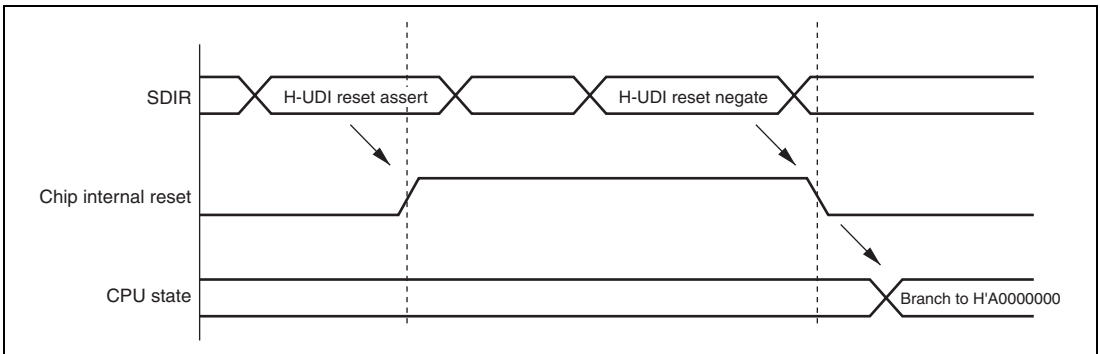 SDIR
H-UDI reset assert
H-UDI reset negate
Chip internal reset
CPU state
Branch to H'A0000000